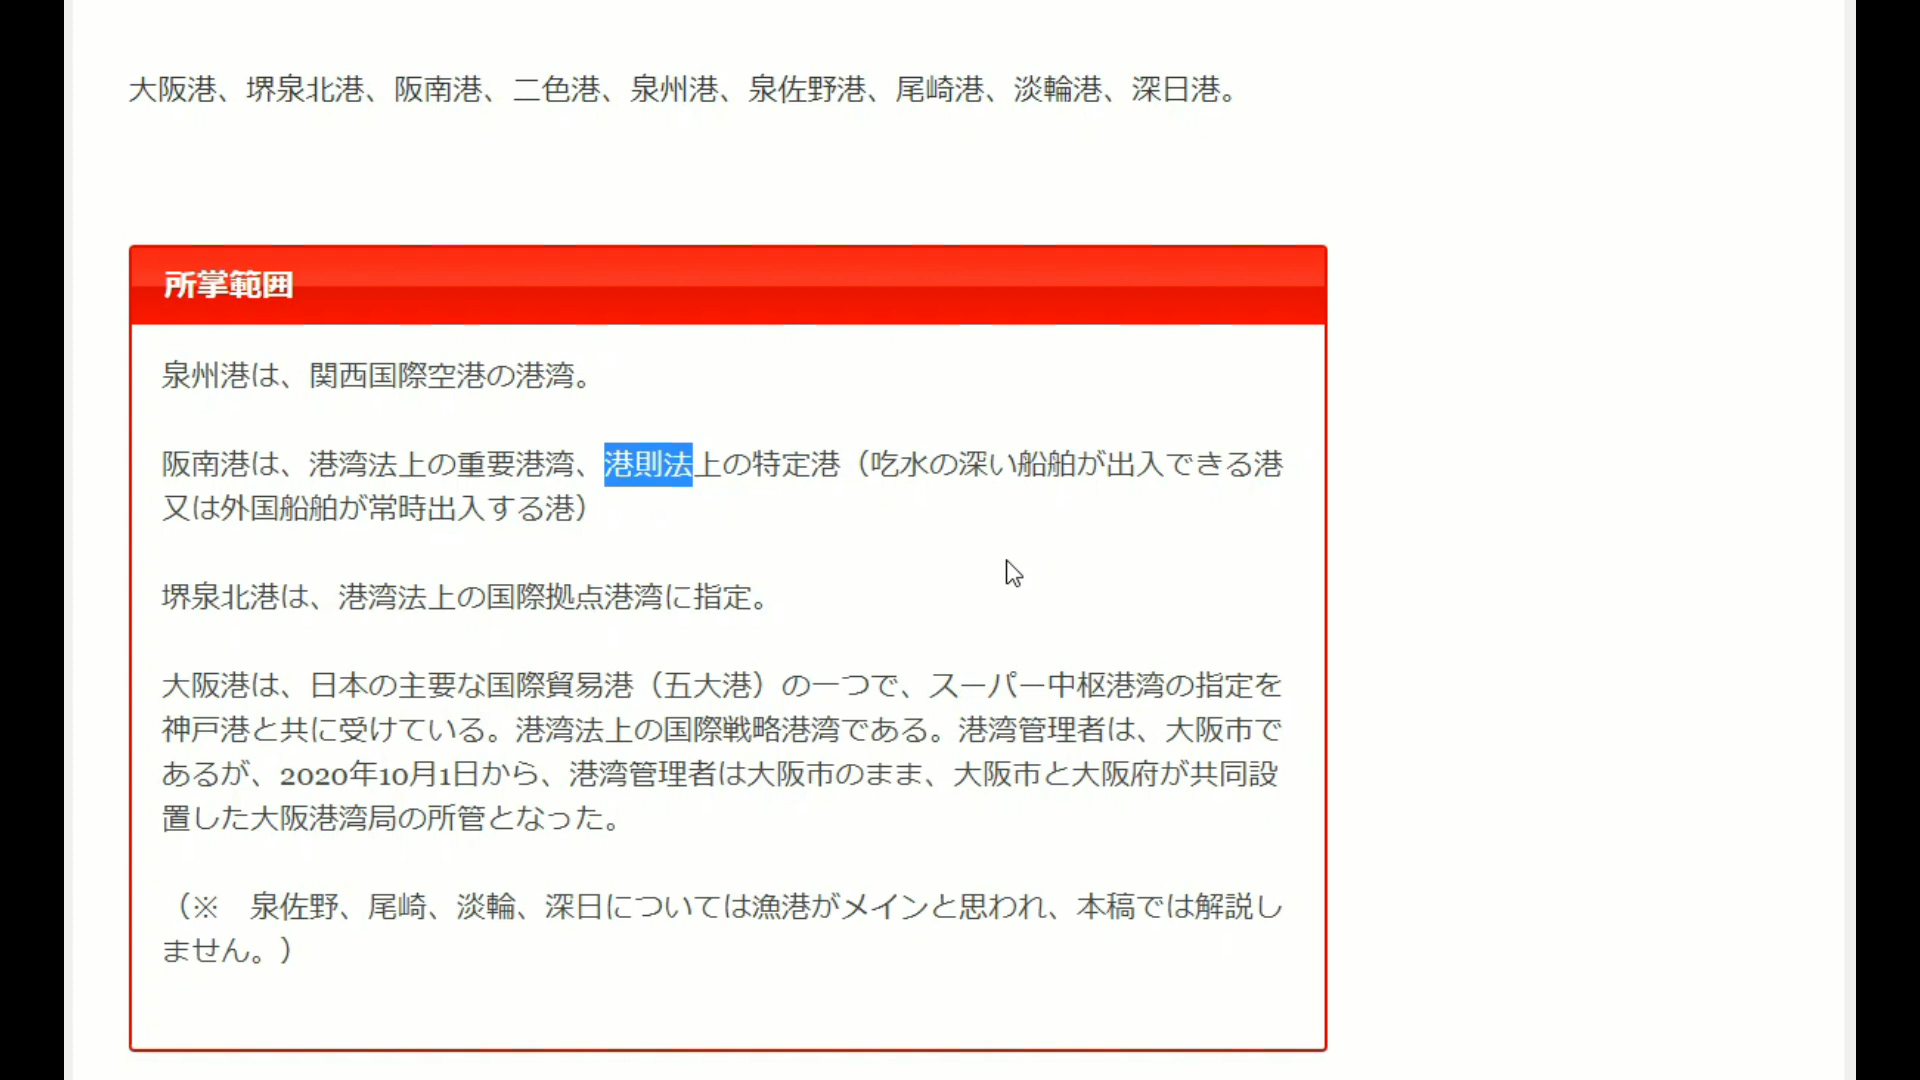 大阪港、堺泉北港、阪南港、二色港、泉州港、泉佐野港、尾崎港、淡輪港、深日港。
所掌範囲
泉州港は、関西国際空港の港湾。
阪南港は、港湾法上の重要港湾、港則法上の特定港（吃水の深い船舶が出入できる港
又は外国船舶が常時出入する港）
堺泉北港は、港湾法上の国際拠点港湾に指定。
大阪港は、日本の主要な国際貿易港（五大港）の一つで、スーパー中枢港湾の指定を
神戸港と共に受けている。港湾法上の国際戦略港湾である。港湾管理者は、大阪市で
あるが、2020年10月1日から、港湾管理者は大阪市のまま、大阪市と大阪府が共同設
置した大阪港湾局の所管となった。
（※　泉佐野、尾崎、淡輪、深日については漁港がメインと思われ、本稿では解説し
ません。）